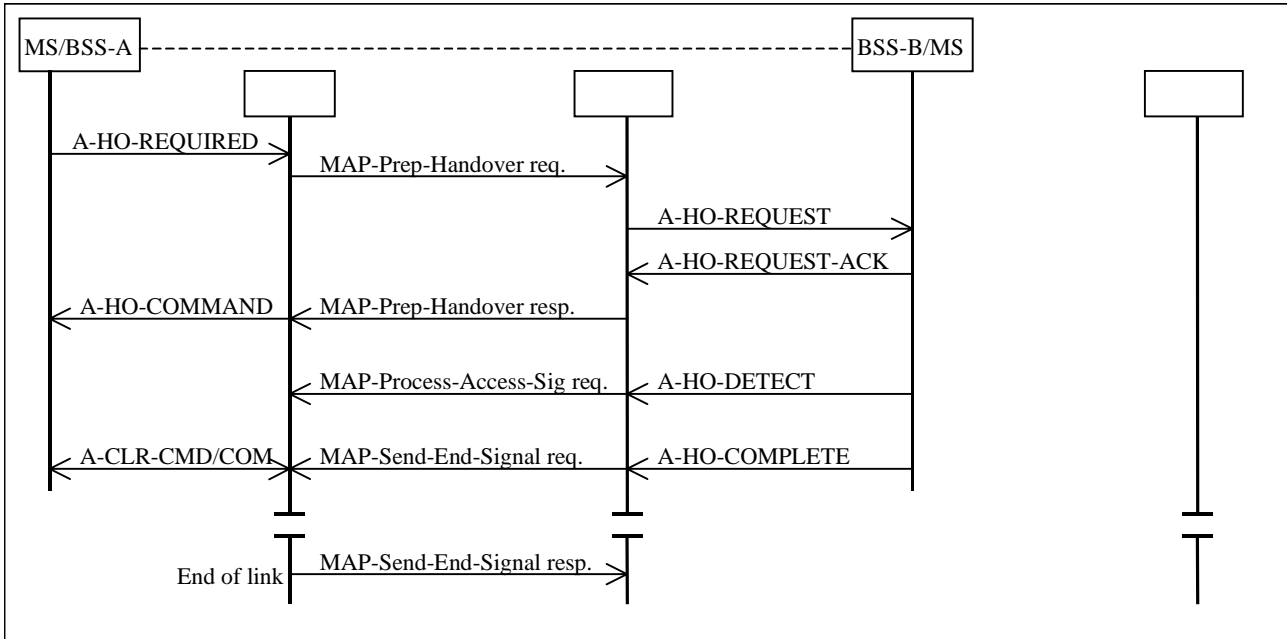 MS/BSS-A
BSS-B/MS
A-HO-REQUIRED
MAP-Prep-Handover req.
A-HO-REQUEST
A-HO-REQUEST-ACK
A-HO-COMMAND
MAP-Prep-Handover resp.
MAP-Process-Access-Sig req.
A-HO-DETECT
A-CLR-CMD/COM
MAP-Send-End-Signal req.
A-HO-COMPLETE
MAP-Send-End-Signal resp.
End of link